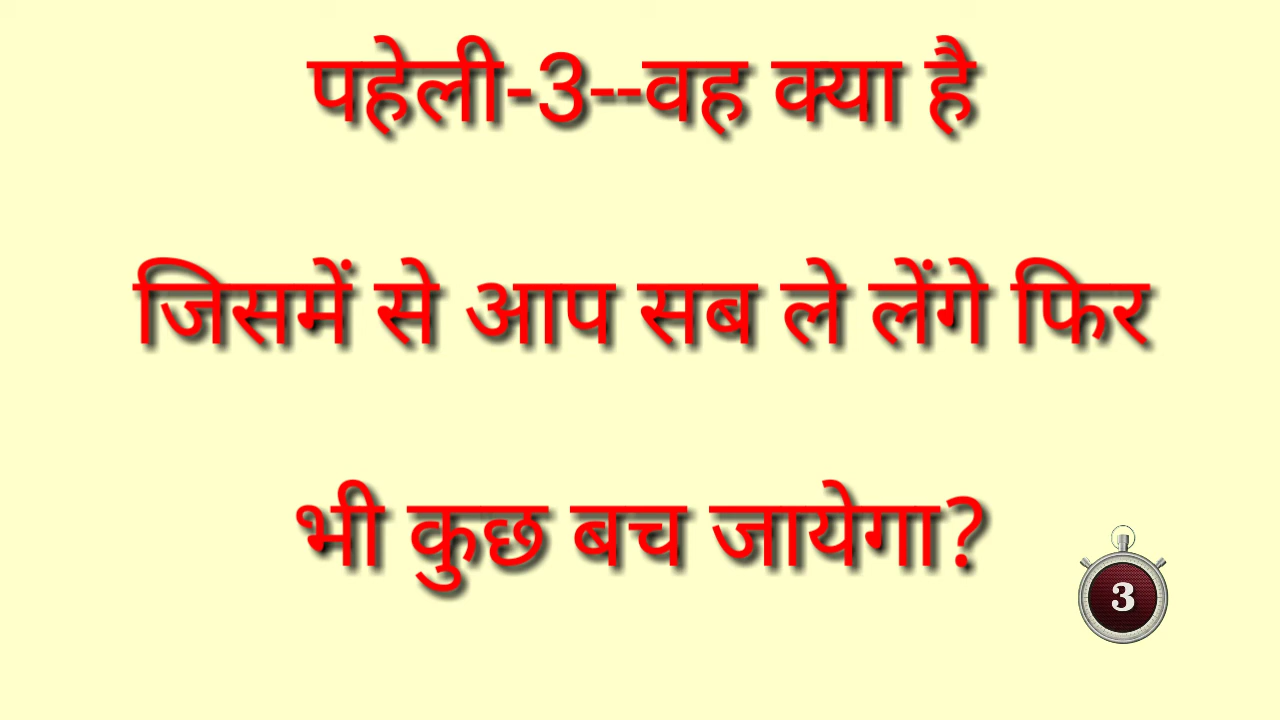 पहेली-3--वह क्या है
जिसमें से आप सब ले लेंगे फिर
भी कुछ बच जायेगा?
3